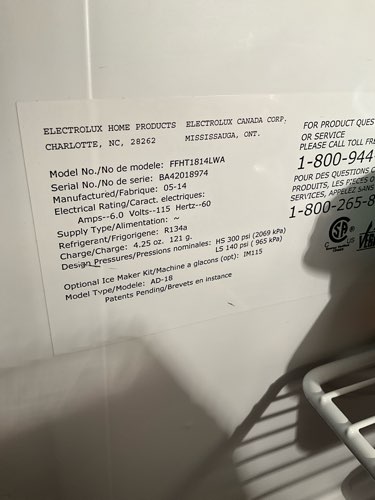 ELECTROLUX HOME PRODUCTS ELECTROLUX CANADA CORP.
CHARLOTTE, NC, 28262 MISSISSAUGA, ONT.
Model No./No de modele: FFHT1814LWA
Serial No./No de serie: BA42018974
Manufactured/Fabrique: 05-14
Electrical Rating/Caract. electriques:
Amps--6.0 Volts--115 Hertz--60
Supply Type/Alimentation: ~
Refrigerant/Frigorigene: R134a
Charge/Charge: 4.25 oz. 121 g.
Design Pressures/Pressions nominales: HS 300 psi (2069 kPa)
LS 140 psi ( 965 kPa)
Optional Ice Maker Kit/Machine a glacons (opt): IM115
Model Type/Modele: AD-18
Patents Pending/Brevets en instance
FOR PRODUCT QUES
OR SERVICE
PLEASE CALL TOLL FRE
1-800-944-
POUR DES QUESTIONS
PRODUITS, LES PIECES O
SERVICES, APPELEZ SANS
1-800-265-8
CSA
US